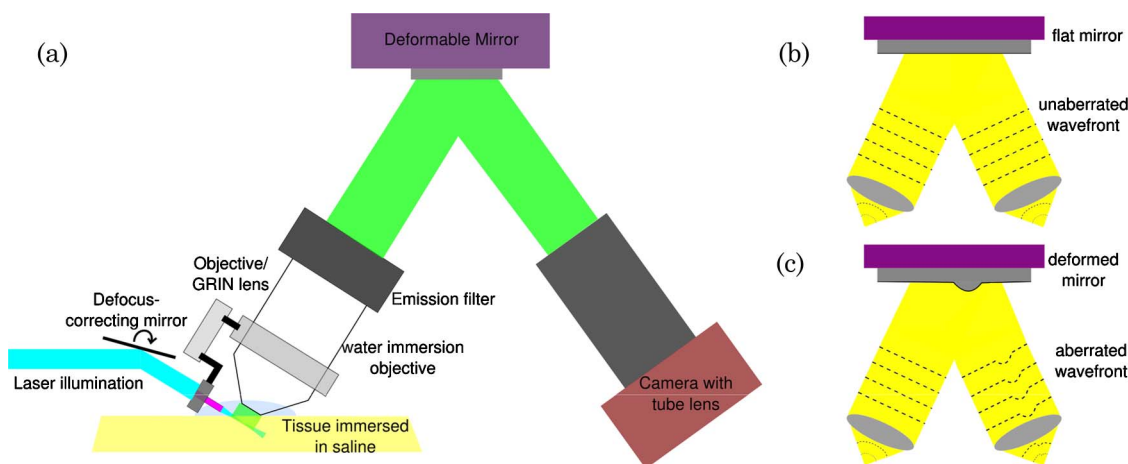 (a)
Deformable Mirror
Objective/
GRIN lens
Defocus-
correcting mirror
Emission filter
water immersion
objective
Laser illumination
Camera with
tube lens
Tissue immersed
in saline
(b)
flat mirror
unaberrated
wavefront
(c)
deformed
mirror
aberrated
wavefront